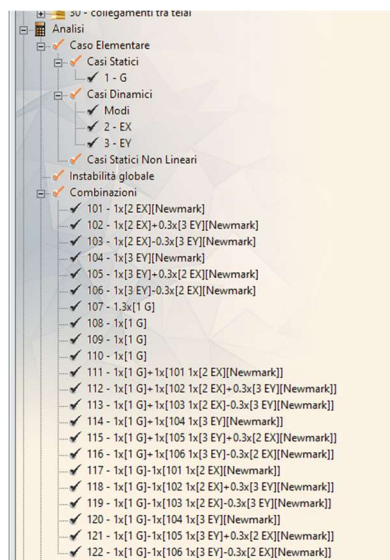 30 - collegamenti tra telai
Analisi
Caso Elementare
Casi Statici
1 - G
Casi Dinamici
Modi
2 - EX
3 - EY
Casi Statici Non Lineari
Instabilità globale
Combinazioni
101 - 1x[2 EX][Newmark]
102 - 1x[2 EX]+0.3x[3 EY][Newmark]
103 - 1x[2 EX]-0.3x[3 EY][Newmark]
104 - 1x[3 EY][Newmark]
105 - 1x[3 EY]+0.3x[2 EX][Newmark]
106 - 1x[3 EY]-0.3x[2 EX][Newmark]
107 - 1.3x[1 G]
108 - 1x[1 G]
109 - 1x[1 G]
110 - 1x[1 G]
111 - 1x[1 G]+1x[101 1x[2 EX][Newmark]]
112 - 1x[1 G]+1x[102 1x[2 EX]+0.3x[3 EY][Newmark]]
113 - 1x[1 G]+1x[103 1x[2 EX]-0.3x[3 EY][Newmark]]
114 - 1x[1 G]+1x[104 1x[3 EY][Newmark]]
115 - 1x[1 G]+1x[105 1x[3 EY]+0.3x[2 EX][Newmark]]
116 - 1x[1 G]+1x[106 1x[3 EY]-0.3x[2 EX][Newmark]]
117 - 1x[1 G]-1x[101 1x[2 EX][Newmark]]
118 - 1x[1 G]-1x[102 1x[2 EX]+0.3x[3 EY][Newmark]]
119 - 1x[1 G]-1x[103 1x[2 EX]-0.3x[3 EY][Newmark]]
120 - 1x[1 G]-1x[104 1x[3 EY][Newmark]]
121 - 1x[1 G]-1x[105 1x[3 EY]+0.3x[2 EX][Newmark]]
122 - 1x[1 G]-1x[106 1x[3 EY]-0.3x[2 EX][Newmark]]